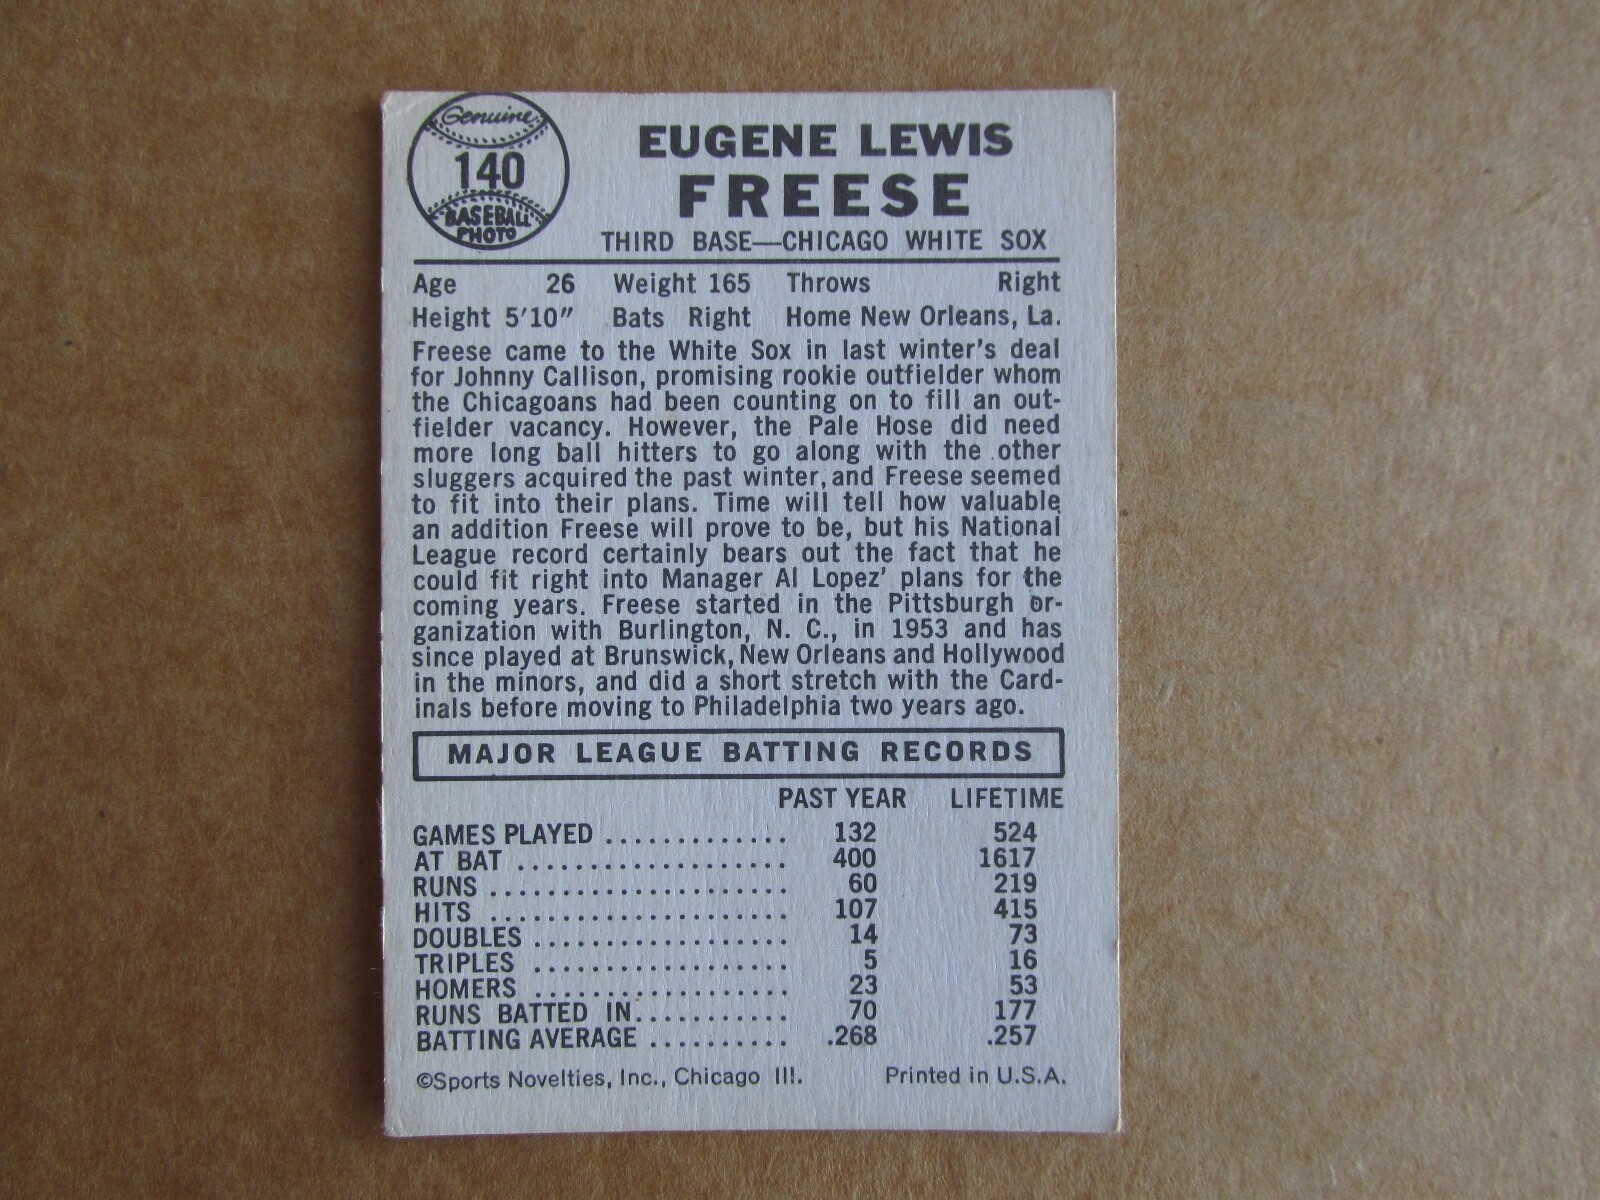 Genuine
140
BASEBALL
PHOTO
EUGENE LEWIS
FREESE
THIRD BASE—CHICAGO WHITE SOX
Age 26 Weight 165 Throws Right
Height 5'10" Bats Right Home New Orleans, La.
Freese came to the White Sox in last winter's deal
for Johnny Callison, promising rookie outfielder whom
the Chicagoans had been counting on to fill an out-
fielder vacancy. However, the Pale Hose did need
more long ball hitters to go along with the other
sluggers acquired the past winter, and Freese seemed
to fit into their plans. Time will tell how valuable
an addition Freese will prove to be, but his National
League record certainly bears out the fact that he
could fit right into Manager Al Lopez' plans for the
coming years. Freese started in the Pittsburgh or-
ganization with Burlington, N. C., in 1953 and has
since played at Brunswick, New Orleans and Hollywood
in the minors, and did a short stretch with the Card-
inals before moving to Philadelphia two years ago.
MAJOR LEAGUE BATTING RECORDS
PAST YEAR LIFETIME
GAMES PLAYED ............. 132 524
AT BAT .................... 400 1617
RUNS ...................... 60 219
HITS ...................... 107 415
DOUBLES ................... 14 73
TRIPLES ................... 5 16
HOMERS ................... 23 53
RUNS BATTED IN........... 70 177
BATTING AVERAGE .......... .268 .257
©Sports Novelties, Inc., Chicago Ill. Printed in U.S.A.